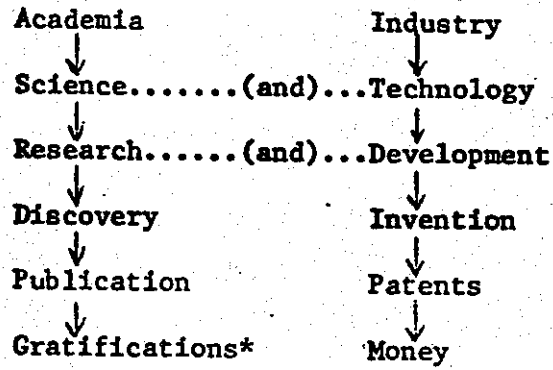 Academia Industry
Science.......(and)...Technology
Research......(and)...Development
Discovery Invention
Publication Patents
Gratifications* Money